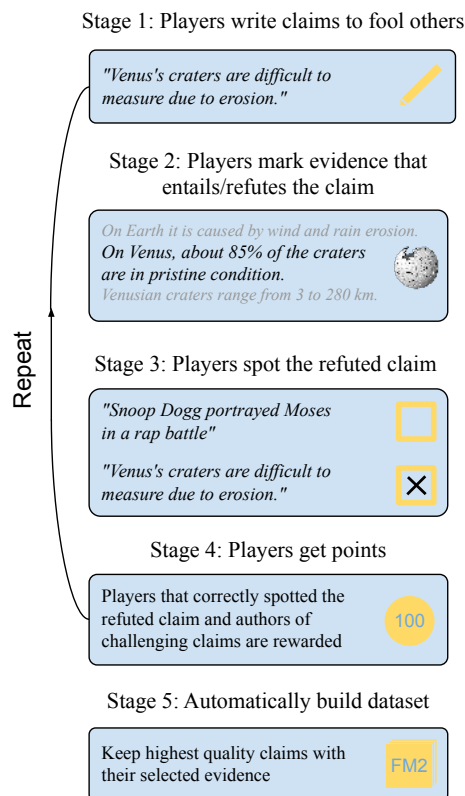 Stage 1: Players write claims to fool others
"Venus's craters are difficult to
measure due to erosion."
Stage 2: Players mark evidence that
entails/refutes the claim
On Earth it is caused by wind and rain erosion.
On Venus, about 85% of the craters
are in pristine condition.
Venusian craters range from 3 to 280 km.
Repeat
Stage 3: Players spot the refuted claim
"Snoop Dogg portrayed Moses
in a rap battle"
"Venus's craters are difficult to
measure due to erosion."
Stage 4: Players get points
Players that correctly spotted the
refuted claim and authors of
challenging claims are rewarded
100
Stage 5: Automatically build dataset
Keep highest quality claims with
their selected evidence
FM2